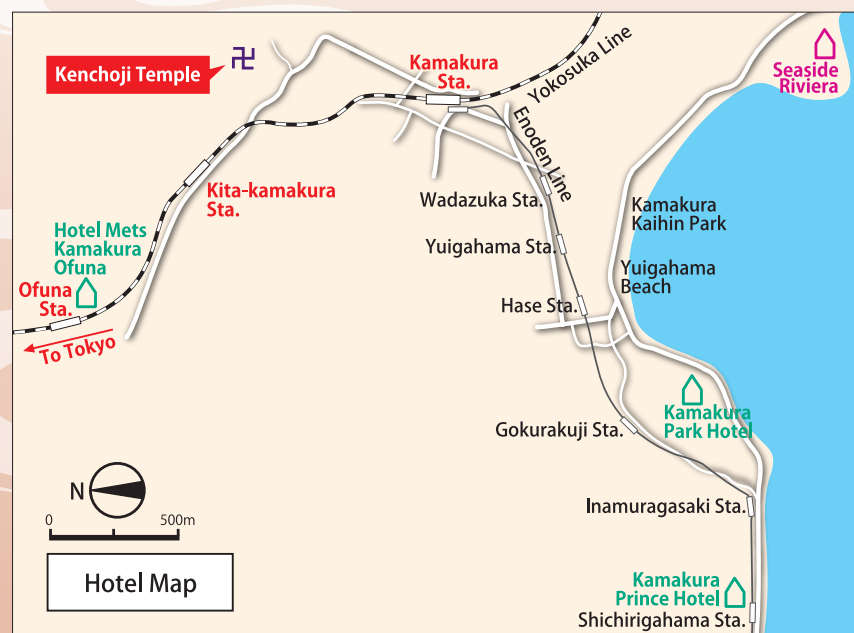 Kenchoji Temple
卍
Kamakura
Sta.
Yokosuka Line
Seaside
Riviera
Enoden Line
Kita-kamakura
Sta.
Wadazuka Sta.
Kamakura
Kaihin Park
Hotel Mets
Kamakura
Ofuna
Yuigahama Sta.
Yuigahama
Beach
Ofuna
Sta.
Hase Sta.
To Tokyo
Kamakura
Park Hotel
Gokurakuji Sta.
N
0 500m
Inamuragasaki Sta.
Hotel Map
Kamakura
Prince Hotel
Shichirigahama Sta.